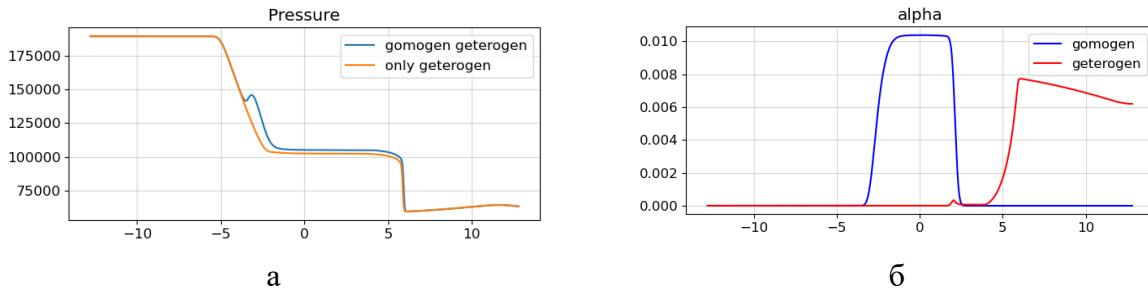 Pressure
175000
150000
125000
100000
75000
gomogen geterogen
only geterogen
−10 −5 0 5 10
а
alpha
0.010
0.008
0.006
0.004
0.002
0.000
gomogen
geterogen
−10 −5 0 5 10
б